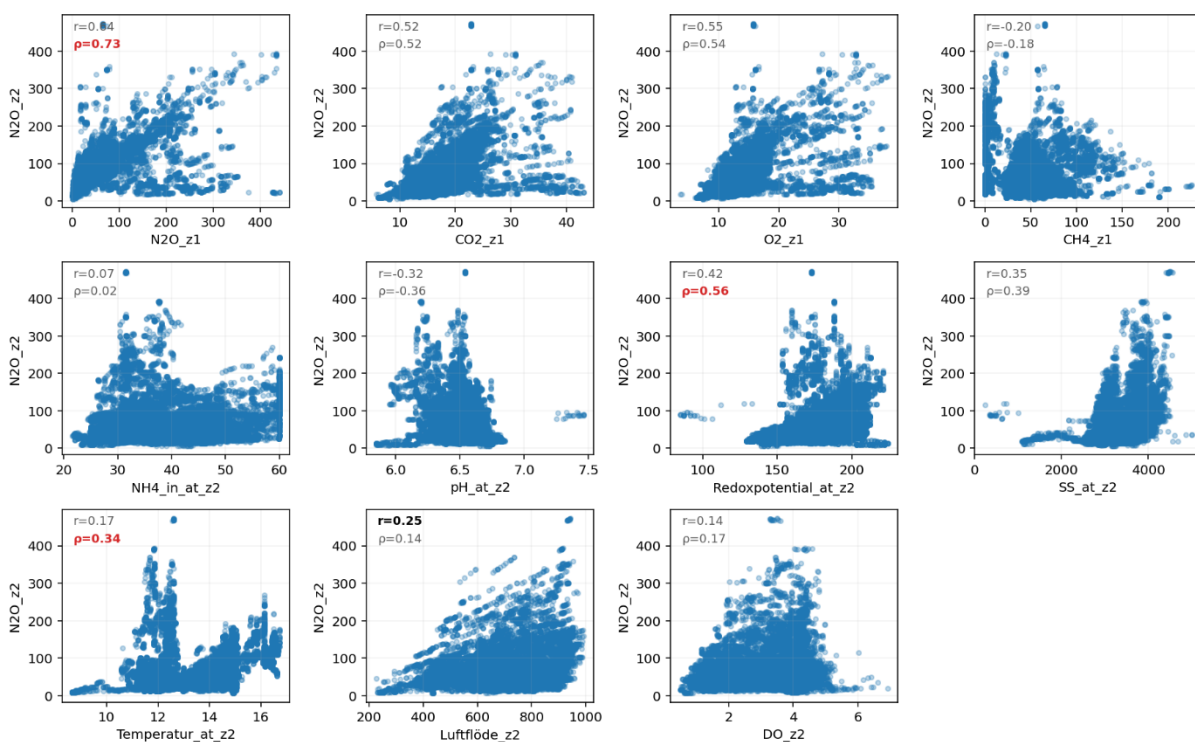 r=0.64
ρ=0.73
400
300
200
100
0
N2O_z2
0 100 200 300 400
N2O_z1
r=0.52
ρ=0.52
400
300
200
100
0
N2O_z2
10 20 30 40
CO2_z1
r=0.55
ρ=0.54
400
300
200
100
0
N2O_z2
10 20 30
O2_z1
r=-0.20
ρ=-0.18
400
300
200
100
0
N2O_z2
0 50 100 150 200
CH4_z1
r=0.07
ρ=0.02
400
300
200
100
0
N2O_z2
20 30 40 50 60
NH4_in_at_z2
r=-0.32
ρ=-0.36
400
300
200
100
0
N2O_z2
6.0 6.5 7.0 7.5
pH_at_z2
r=0.42
ρ=0.56
400
300
200
100
0
N2O_z2
100 150 200
Redoxpotential_at_z2
r=0.35
ρ=0.39
400
300
200
100
0
N2O_z2
0 2000 4000
SS_at_z2
r=0.17
ρ=0.34
400
300
200
100
0
N2O_z2
10 12 14 16
Temperatur_at_z2
r=0.25
ρ=0.14
400
300
200
100
0
N2O_z2
200 400 600 800 1000
Luftflöde_z2
r=0.14
ρ=0.17
400
300
200
100
0
N2O_z2
2 4 6
DO_z2